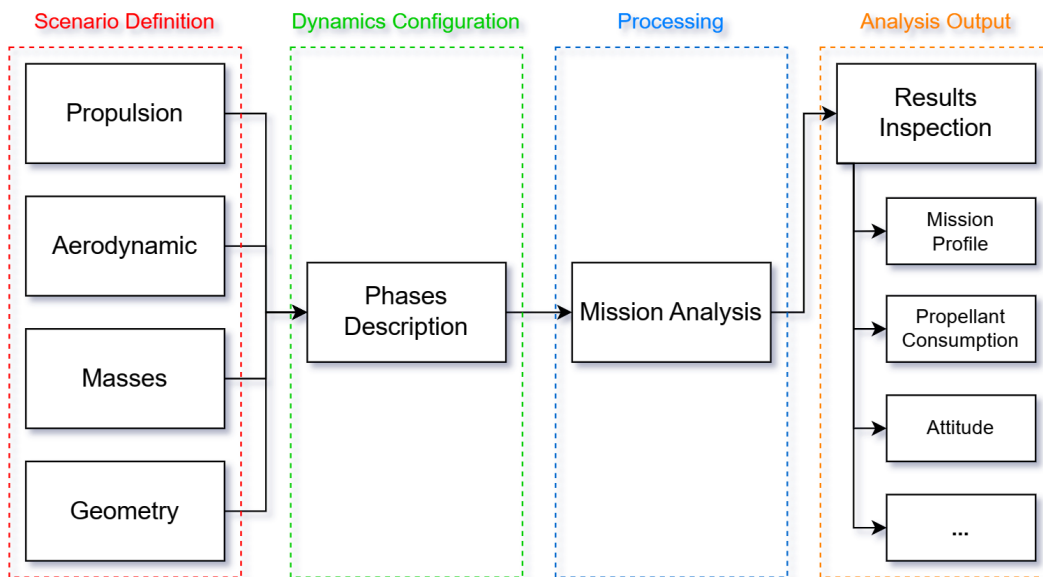 Scenario Definition
Propulsion
Aerodynamic
Masses
Geometry
Dynamics Configuration
Phases
Description
Processing
Mission Analysis
Analysis Output
Results
Inspection
Mission
Profile
Propellant
Consumption
Attitude
...